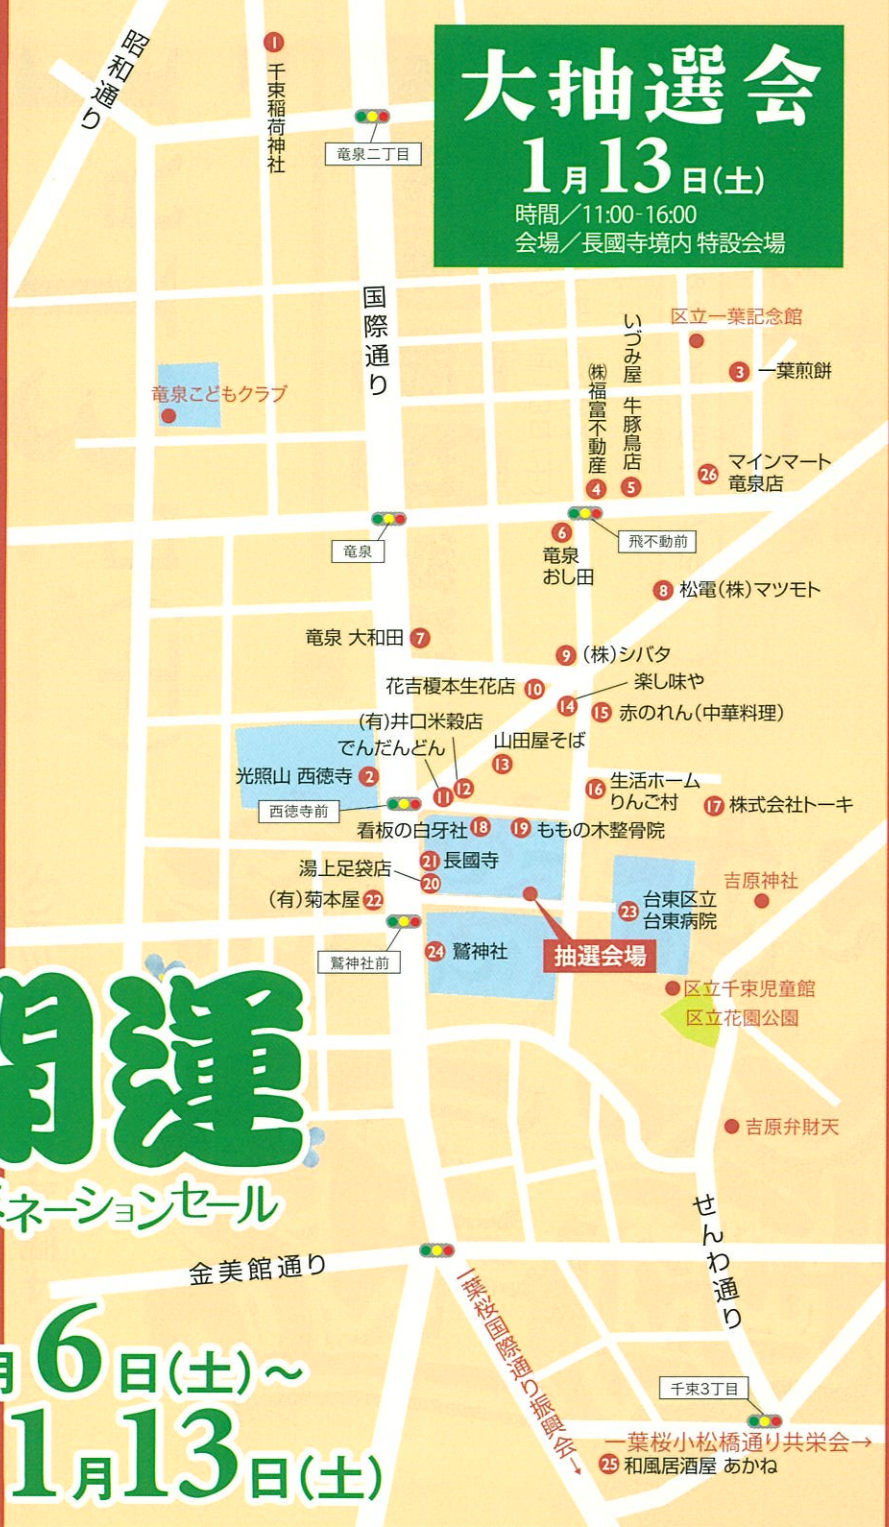 昭和通り
1
千束稲荷神社
竜泉二丁目
大抽選会
1月13日(土)
時間/11:00-16:00
会場/長國寺境内 特設会場
国際通り
区立一葉記念館
3 一葉煎餅
竜泉こどもクラブ
いづみ屋 牛豚鳥店
5
㈱福富不動産
4
26 マインマート
竜泉店
竜泉
6
竜泉
おし田
飛不動前
8 松電(株)マツモト
竜泉 大和田 7
9 (株)シバタ
花吉榎本生花店 10
楽し味や
14
15 赤のれん(中華料理)
(有)井口米穀店
12
でんだんどん
11
山田屋そば
13
光照山 西徳寺 2
西徳寺前
16 生活ホーム
りんご村
17 株式会社トーキ
看板の白牙社 18
19 ももの木整骨院
21 長國寺
湯上足袋店
20
(有)菊本屋 22
吉原神社
23 台東区立
台東病院
鷲神社前
24 鷲神社
抽選会場
区立千束児童館
区立花園公園
開運
ネーションセール
吉原弁財天
せんわ通り
金美館通り
一葉桜国際通り振興会→
月6日(土)〜
1月13日(土)
千束3丁目
一葉桜小松橋通り共栄会→
25 和風居酒屋 あかね